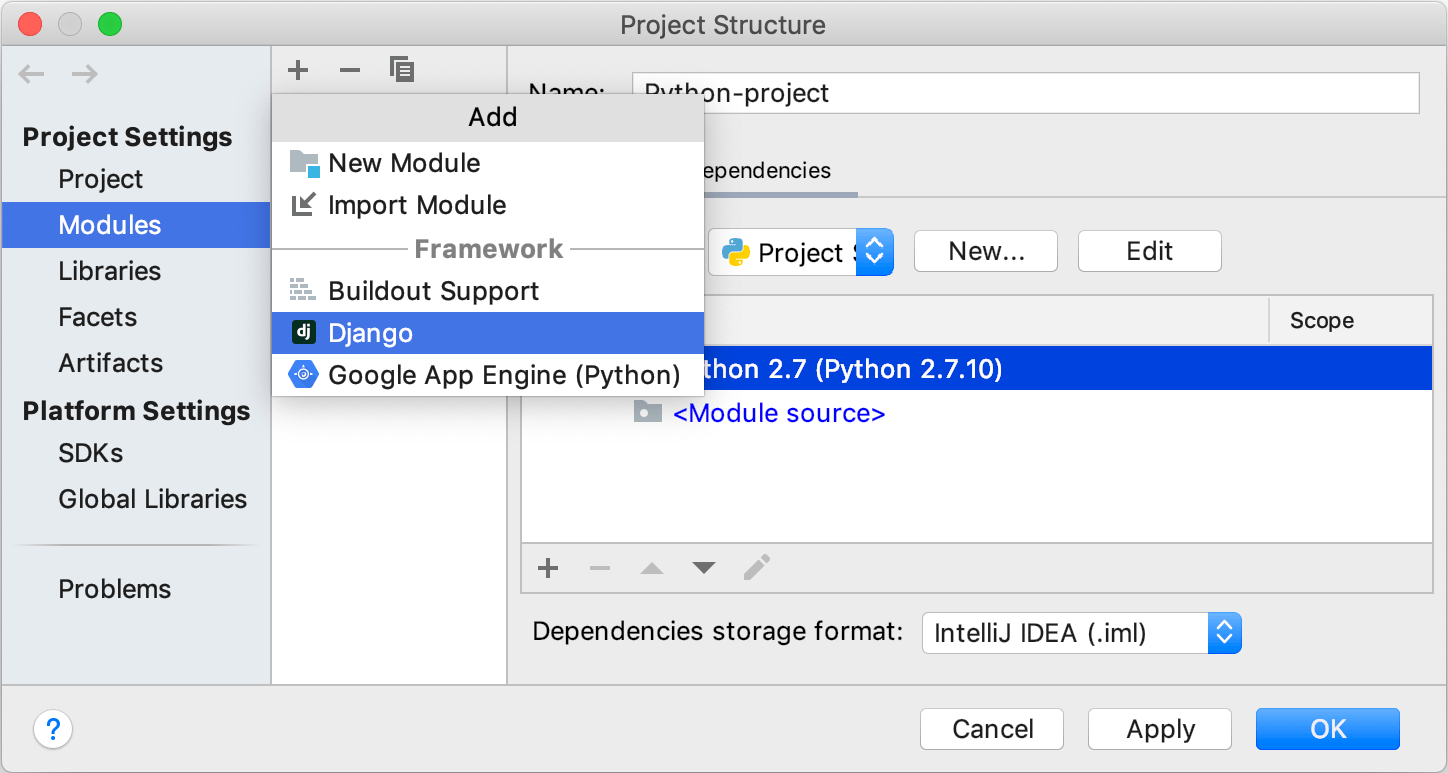 Project Structure
Project Settings
Project
Modules
Libraries
Facets
Artifacts
Platform Settings
SDKs
Global Libraries
Problems
Add
New Module
Import Module
Framework
Buildout Support
dj Django
Google App Engine (Python)
Name: Python-project
ependencies
Project New... Edit
Scope
thon 2.7 (Python 2.7.10)
<Module source>
Dependencies storage format: IntelliJ IDEA (.iml)
? Cancel Apply OK